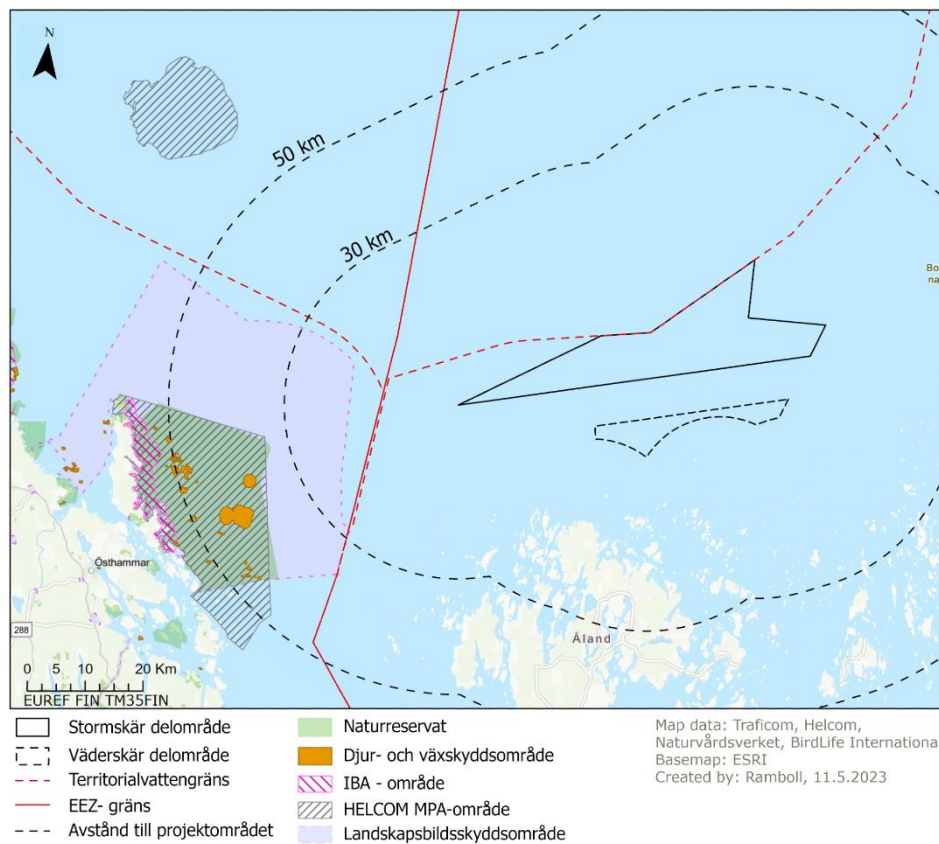 N
50 km
30 km
Bo
na
Östhammar
288
Åland
0 5 10 20 Km
EUREF FIN TM35FIN
Stormskär delområde
Väderskär delområde
Territorialvattengräns
EEZ- gräns
Avstånd till projektområdet
Naturreservat
Djur- och växskyddsområde
IBA - område
HELCOM MPA-område
Landskapsbildsskyddsområde
Map data: Traficom, Helcom,
Naturvårdsverket, BirdLife Internationa
Basemap: ESRI
Created by: Ramboll, 11.5.2023